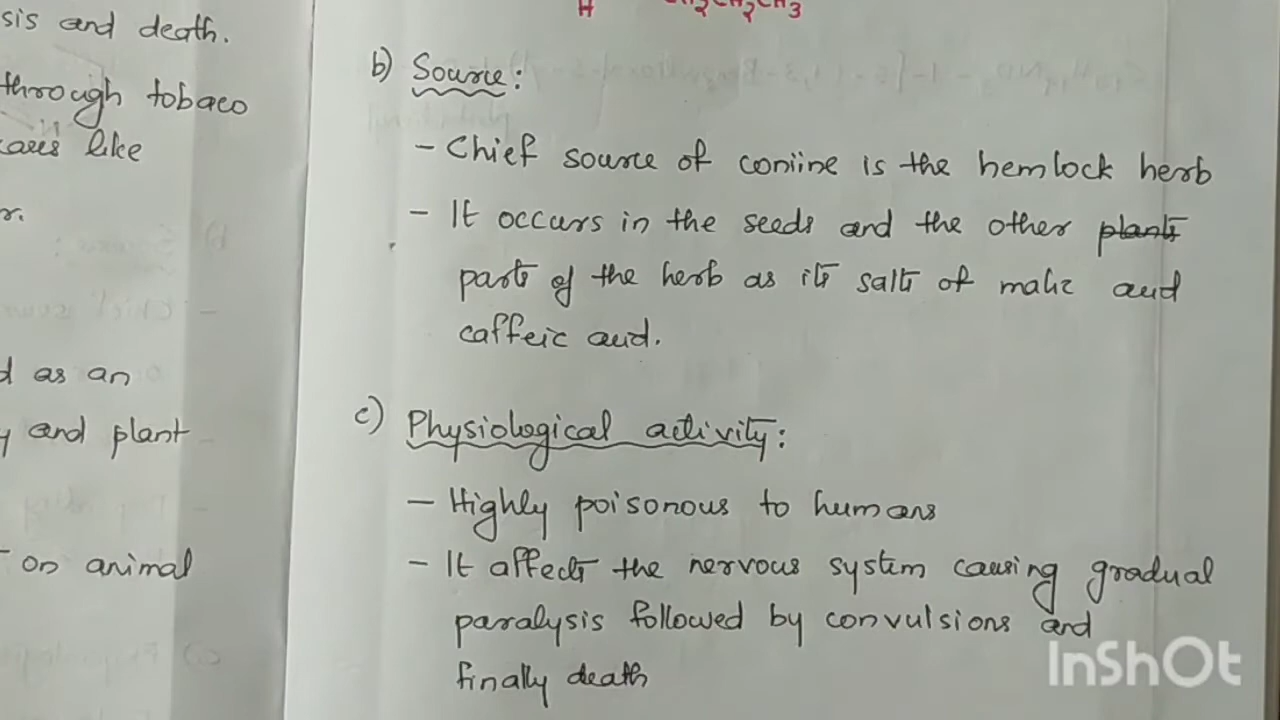 sis and death.
through tobaco
like
d as an
y and plant
on animal
H CH2CH2CH3
b) Source:
- Chief source of coniine is the hemlock herb
- It occurs in the seeds and the other plants
parts of the herb as its salts of malic acid
caffeic acid.
c) Physiological activity:
- Highly poisonous to humans
- It affects the nervous system causing gradual
paralysis followed by convulsions and
finally death
InShOt